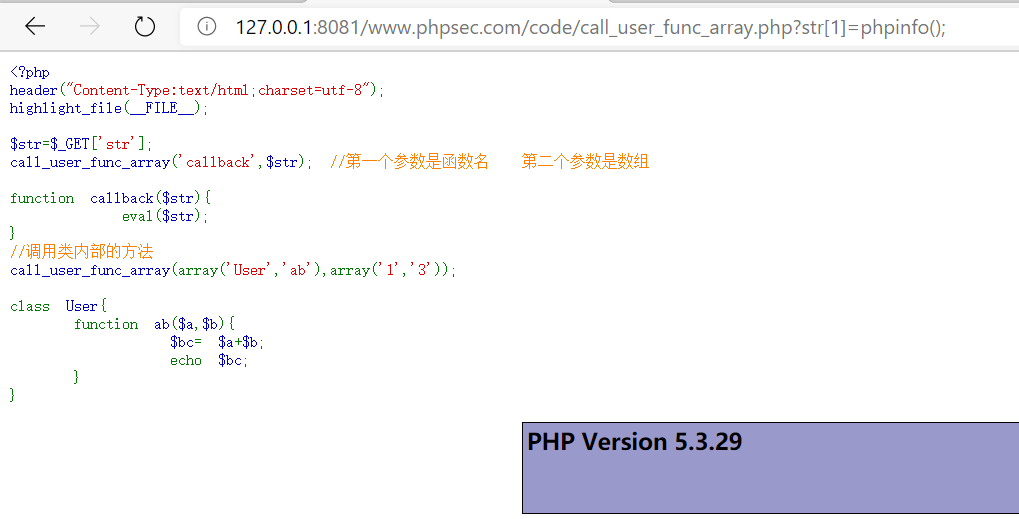 127.0.0.1:8081/www.phpsec.com/code/call_user_func_array.php?str[1]=phpinfo();
<?php
header("Content-Type:text/html;charset=utf-8");
highlight_file(__FILE__);
$str=$_GET['str'];
call_user_func_array('callback',$str); //第一个参数是函数名 第二个参数是数组
function callback($str){
eval($str);
}
//调用类内部的方法
call_user_func_array(array('User','ab'),array('1','3'));
class User{
function ab($a,$b){
$bc= $a+$b;
echo $bc;
}
}
PHP Version 5.3.29